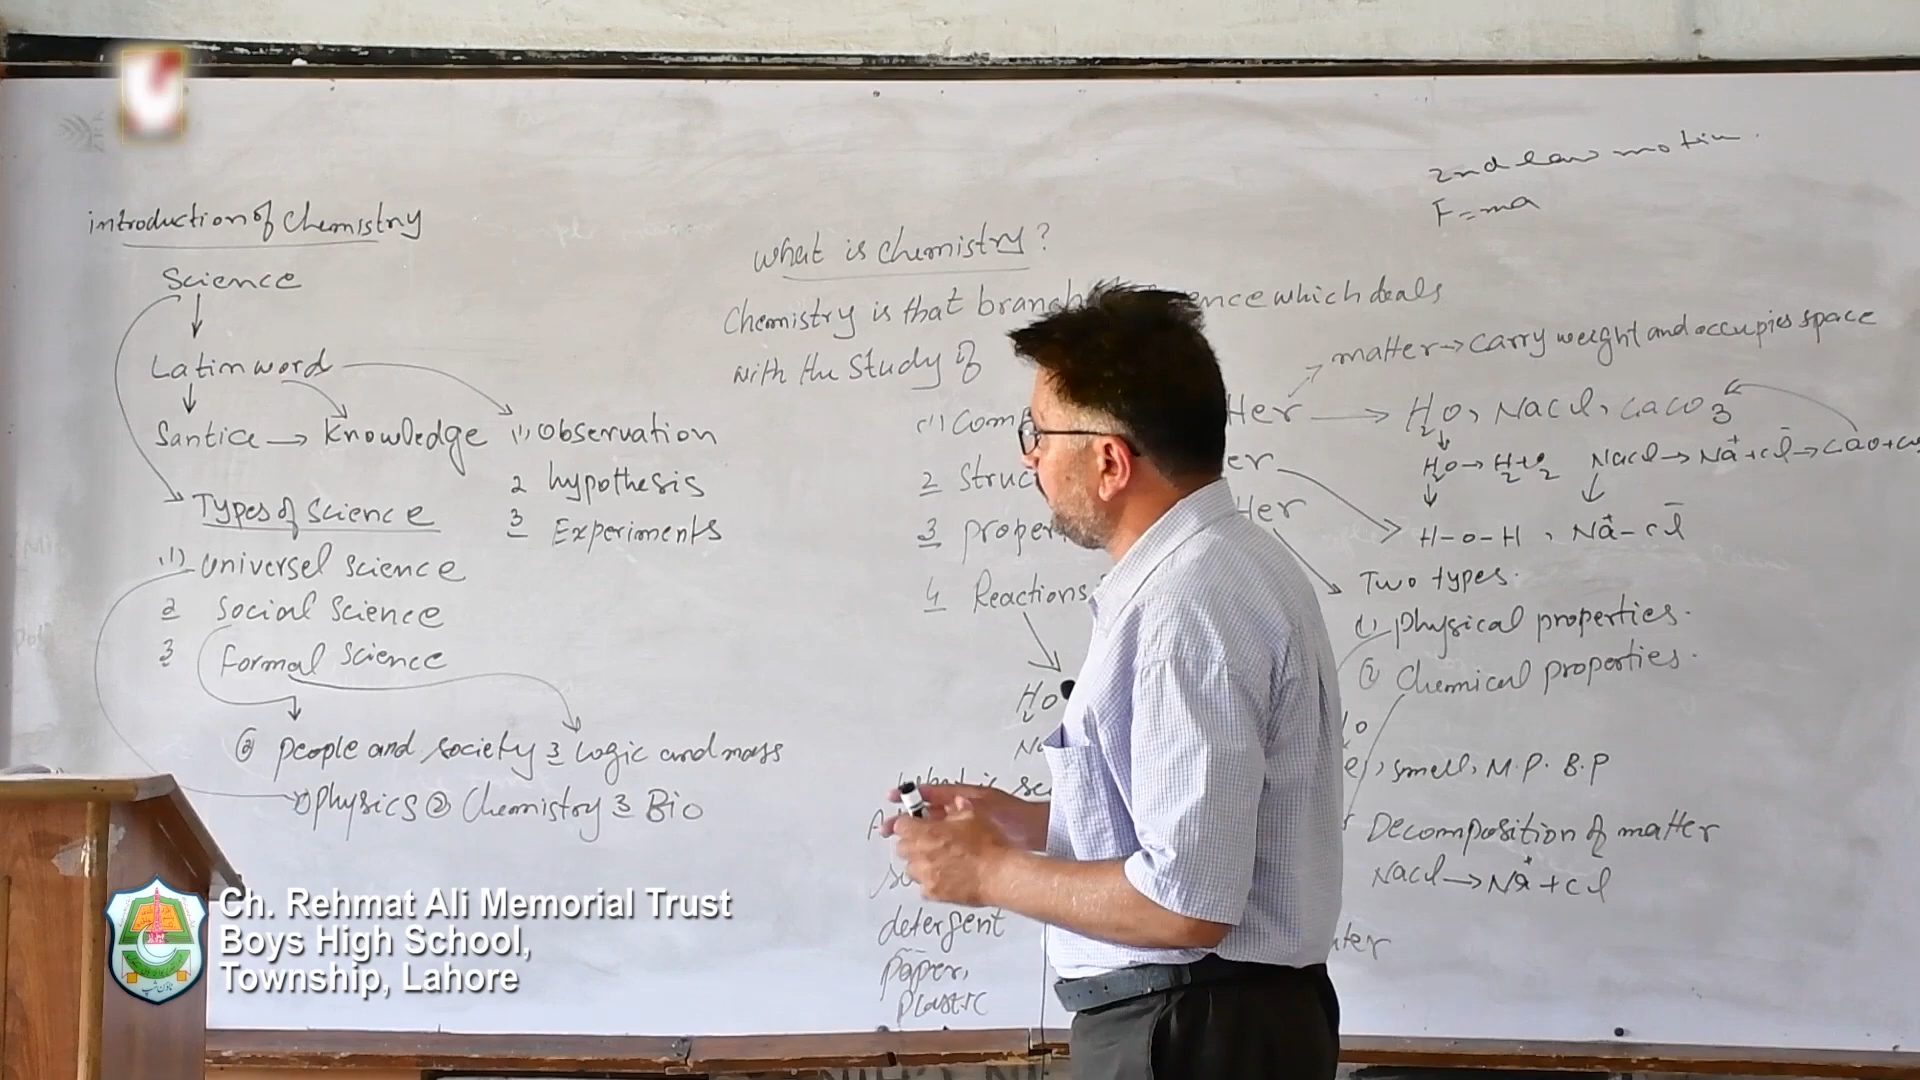 introduction of chemistry
Science
Latin word
Santice → Knowledge
(1) Observation
2 hypothesis
3 Experiments
Types of science
(1) Universel science
2 Social Science
3 Formal science
② people and society 3 Logic and mass
1) physics ② Chemistry 3 Bio
What is chemistry?
Chemistry is that branch ence which deals
with the study of
(1) Comp
2 Struc
3 proper
4 Reactions
H2O
detergent
paper,
plastic
2nd law motion.
F=ma
matter → carry weight and occupies space
H2O, NaCl, CaCO3
H2O → H2+O2 NaCl → Na+ + Cl- → CaO+
H-O-H, Na+-Cl-
Two types.
(1) physical properties.
(2) Chemical properties.
smell, M.P. B.P
Decomposition of matter
NaCl → Na+ + Cl
Ch. Rehmat Ali Memorial Trust
Boys High School,
Township, Lahore